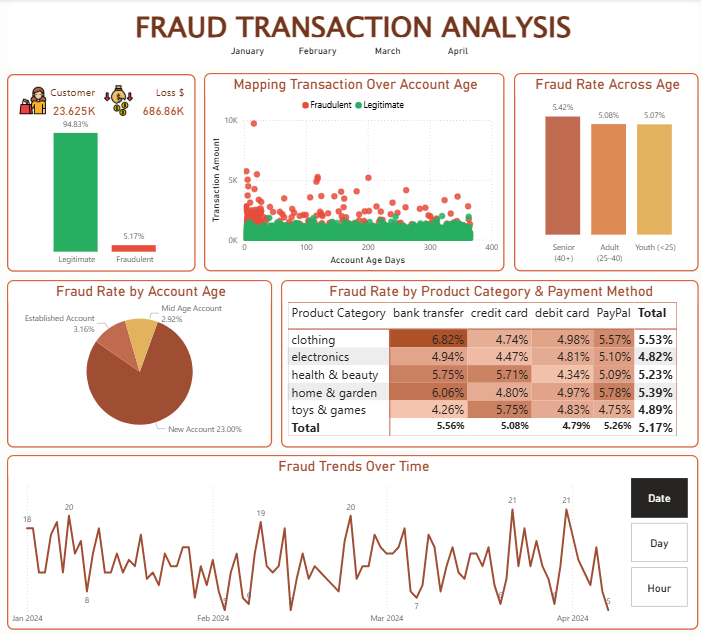 FRAUD TRANSACTION ANALYSIS
January February March April
Customer
23.625K
Loss $
686.86K
94.83%
5.17%
Legitimate Fraudulent
Mapping Transaction Over Account Age
Fraudulent Legitimate
Transaction Amount
10K
5K
0K
0 100 200 300 400
Account Age Days
Fraud Rate Across Age
5.42% 5.08% 5.07%
Senior (40+)
Adult (25-40)
Youth (<25)
Fraud Rate by Account Age
Mid Age Account
2.92%
Established Account
3.16%
New Account 23.00%
Fraud Rate by Product Category & Payment Method
Product Category bank transfer credit card debit card PayPal Total
clothing 6.82% 4.74% 4.98% 5.57% 5.53%
electronics 4.94% 4.47% 4.81% 5.10% 4.82%
health & beauty 5.75% 5.71% 4.34% 5.09% 5.23%
home & garden 6.06% 4.80% 4.97% 5.78% 5.39%
toys & games 4.26% 5.75% 4.83% 4.75% 4.89%
Total 5.56% 5.08% 4.79% 5.26% 5.17%
Fraud Trends Over Time
18 20 8 19 20 7 21 21
Jan 2024 Feb 2024 Mar 2024 Apr 2024
Date
Day
Hour